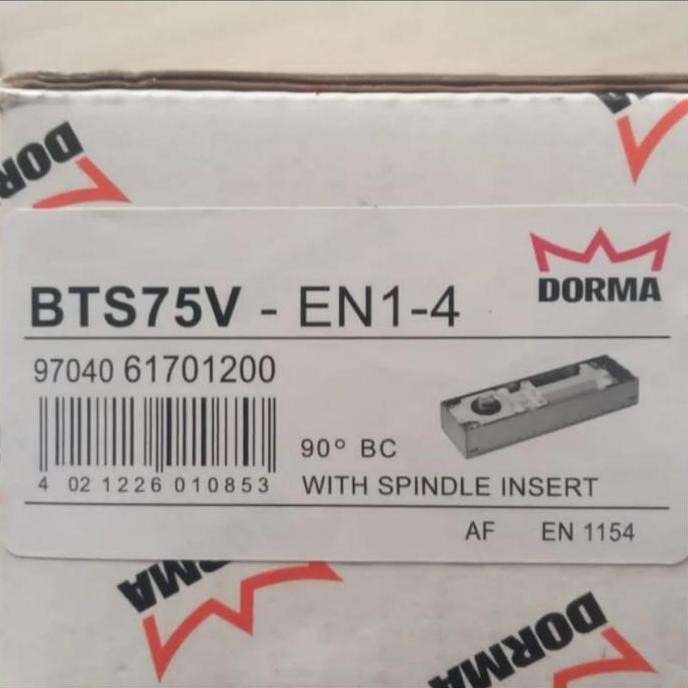 DORMA
DORMA
BTS75V - EN1-4
97040 61701200
4 02 1226 010853
90° BC
WITH SPINDLE INSERT
AF EN 1154
DORMA
DORMA